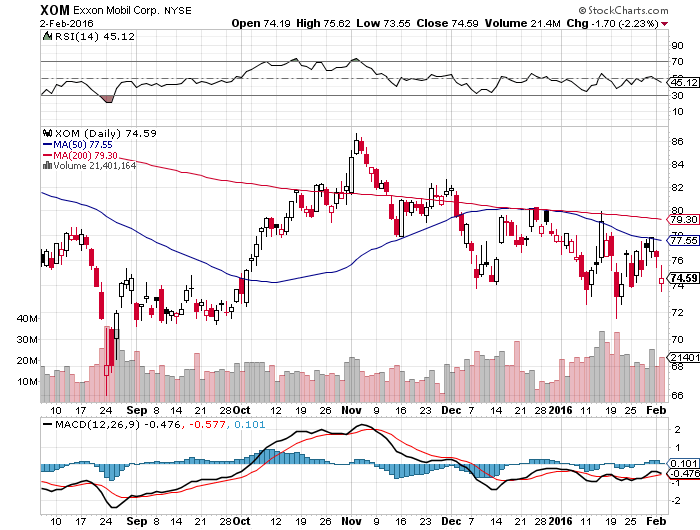 XOM Exxon Mobil Corp. NYSE © StockCharts.com
2-Feb-2016 Open 74.19 High 75.62 Low 73.55 Close 74.59 Volume 21.4M Chg -1.70 (-2.23%)
RSI(14) 45.12
90
70
50
45.12
30
10
XOM (Daily) 74.59
MA(50) 77.55
MA(200) 79.30
Volume 21,401,164
86
84
82
80
79.30
78
77.55
76
74.59
74
72
70
68
66
40M
30M
20M
10M
21401
10 17 24 Sep 8 14 21 28 Oct 12 19 26 Nov 9 16 23 Dec 7 14 21 28 2016 11 19 25 Feb
MACD(12,26,9) -0.476, -0.577, 0.101
2
1
0.101
-0.476
-1
-2
10 17 24 Sep 8 14 21 28 Oct 12 19 26 Nov 9 16 23 Dec 7 14 21 28 2016 11 19 25 Feb